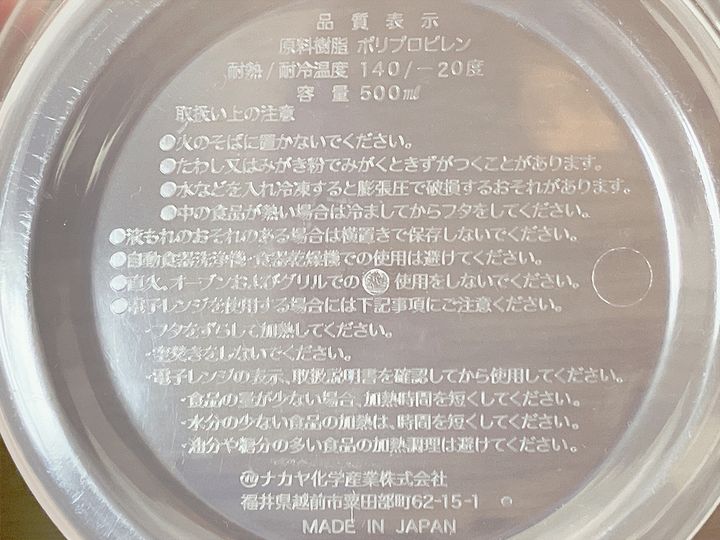 品質表示
原料樹脂 ポリプロピレン
耐熱/耐冷温度 140/−20度
容量 500ml
取扱い上の注意
●火のそばに置かないでください。
●たわし又はみがき粉でみがくときずがつくことがあります。
●水などを入れ冷凍すると膨張圧で破損するおそれがあります。
●中の食品が熱い場合は冷ましてからフタをしてください。
●液もれのおそれのある場合は横置きで保存しないでください。
●自動食器洗浄機・食器乾燥機での使用は避けてください。
●直火、オーブンおよびグリルでの使用をしないでください。
●電子レンジを使用する場合には下記事項にご注意ください。
・フタをずらして加熱してください。
・空焚きをしないでください。
・電子レンジの表示、取扱説明書を確認してから使用してください。
・食品の量が少ない場合、加熱時間を短くしてください。
・水分の少ない食品の加熱は、時間を短くしてください。
・油分や糖分の多い食品の加熱調理は避けてください。
ナカヤ化学産業株式会社
福井県越前市粟田部町62-15-1
MADE IN JAPAN